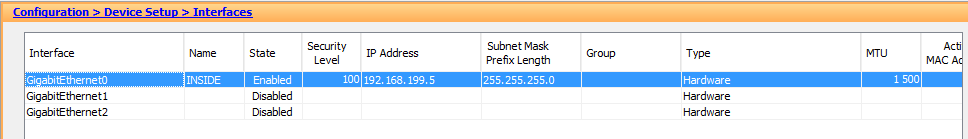 Configuration > Device Setup > Interfaces
Interface Name State Security Level IP Address Subnet Mask Prefix Length Group Type MTU Acti MAC Ad
GigabitEthernet0 INSIDE Enabled 100 192.168.199.5 255.255.255.0 Hardware 1 500
GigabitEthernet1 Disabled Hardware
GigabitEthernet2 Disabled Hardware